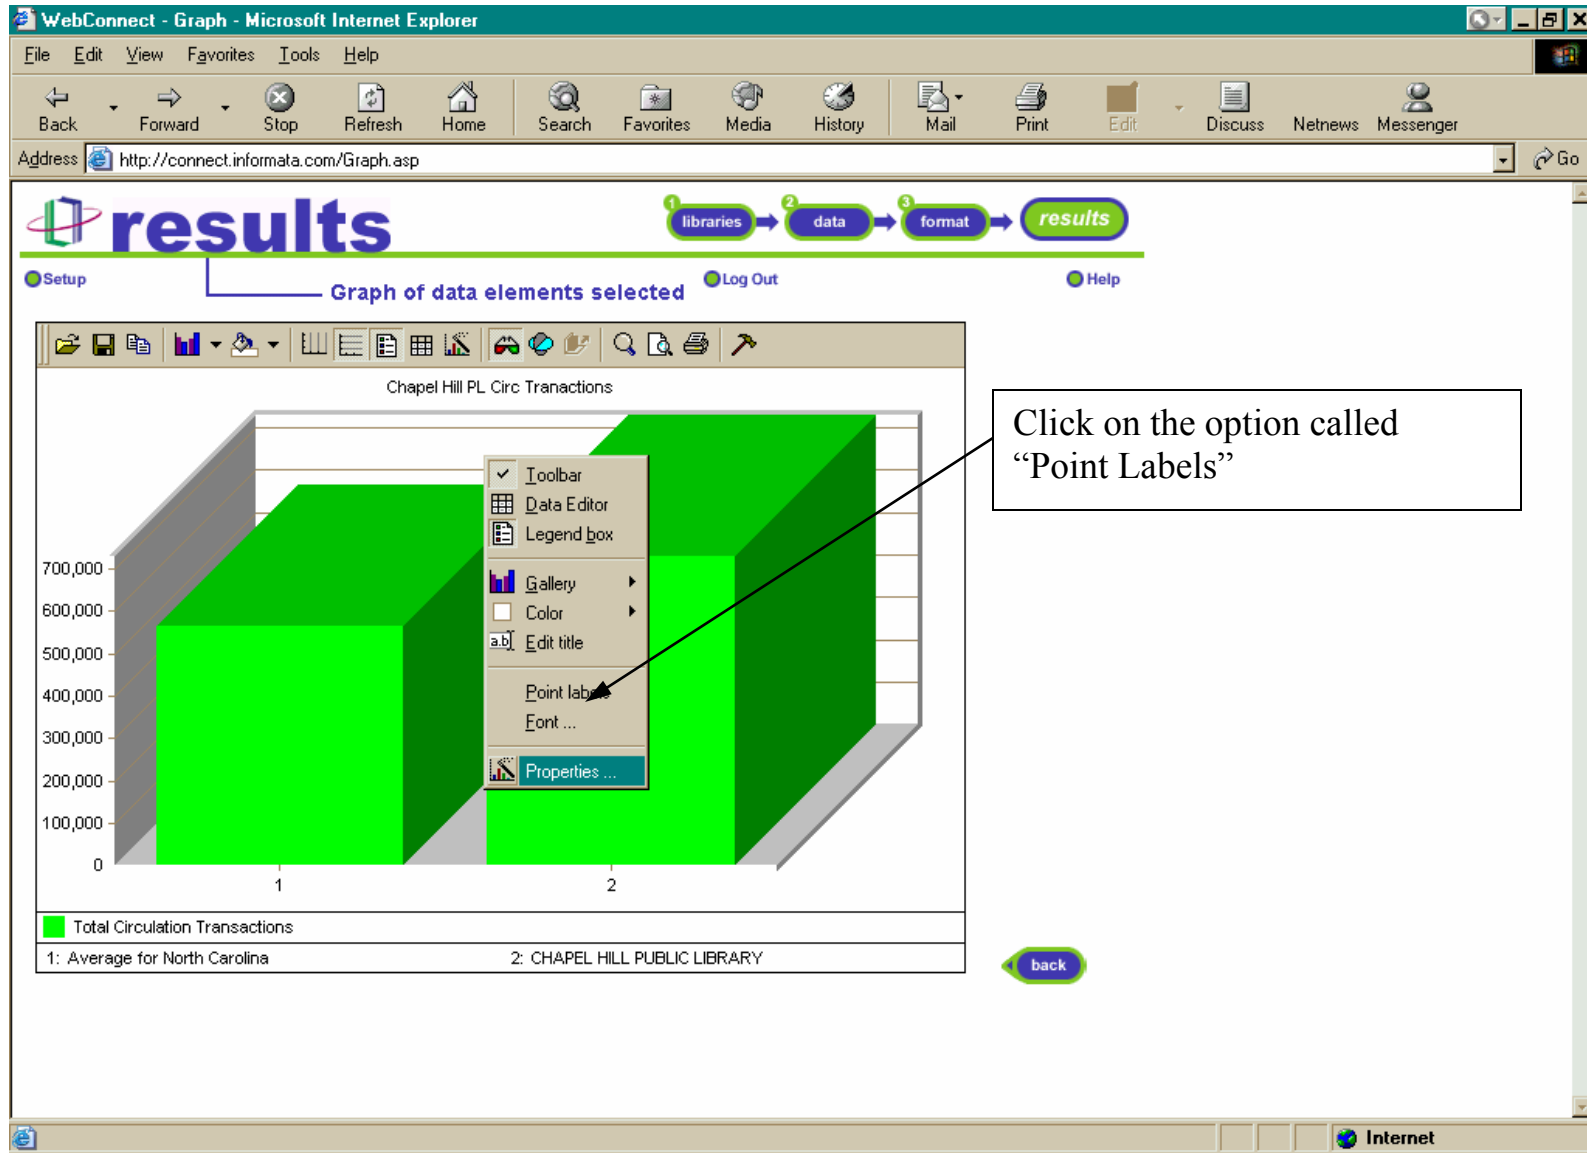 WebConnect - Graph - Microsoft Internet Explorer
File Edit View Favorites Tools Help
Back Forward Stop Refresh Home Search Favorites Media History Mail Print Edit Discuss Netnews Messenger
Address http://connect.informata.com/Graph.asp Go
results
1 libraries 2 data 3 format results
Setup Log Out Help
Graph of data elements selected
Chapel Hill PL Circ Tranactions
Click on the option called
“Point Labels”
Toolbar
Data Editor
Legend box
Gallery
Color
a.b Edit title
Point labels
Font ...
Properties ...
700,000
600,000
500,000
400,000
300,000
200,000
100,000
0
1 2
Total Circulation Transactions
1: Average for North Carolina 2: CHAPEL HILL PUBLIC LIBRARY
back
Internet